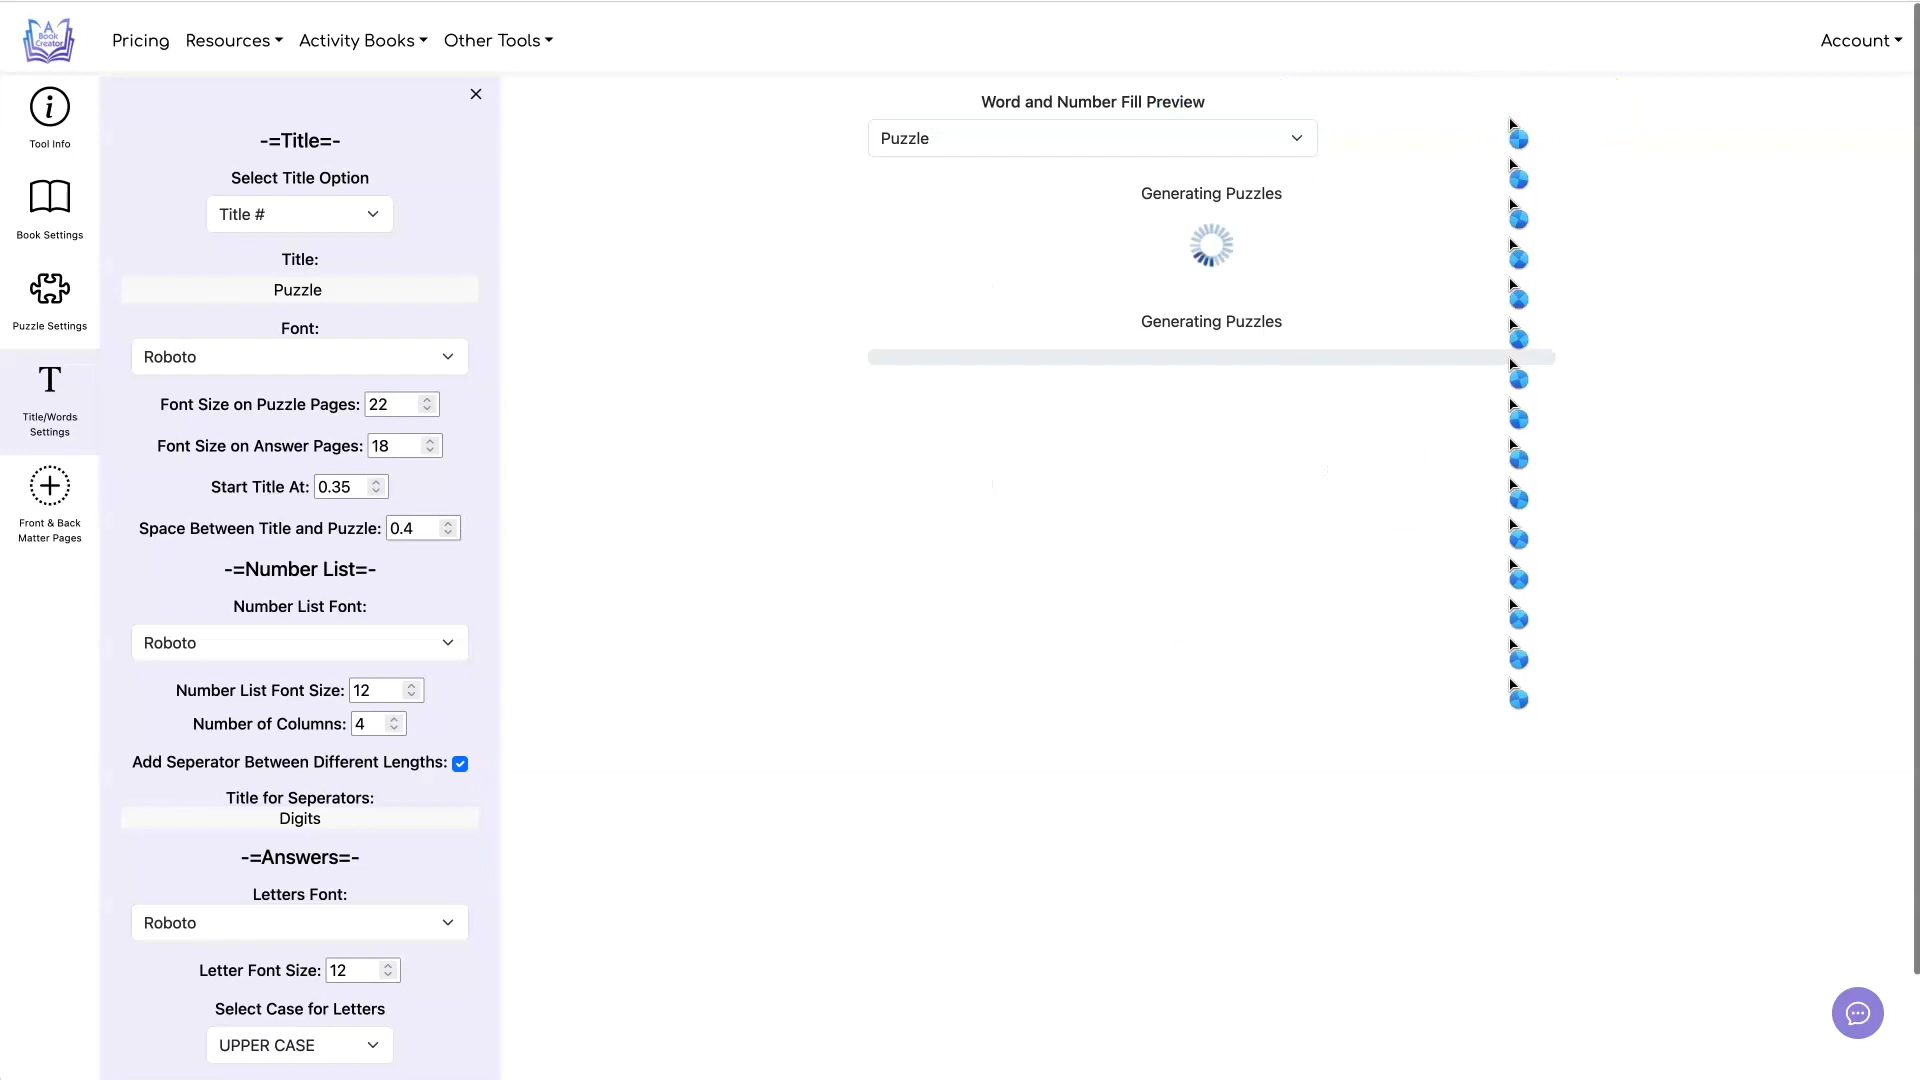 A
Book
Creator
Pricing
Resources
Activity Books
Other Tools
Account
Tool Info
Book Settings
Puzzle Settings
T
Title/Words
Settings
Front & Back
Matter Pages
-=Title=-
Select Title Option
Title #
Title:
Puzzle
Font:
Roboto
Font Size on Puzzle Pages: 22
Font Size on Answer Pages: 18
Start Title At: 0.35
Space Between Title and Puzzle: 0.4
-=Number List=-
Number List Font:
Roboto
Number List Font Size: 12
Number of Columns: 4
Add Seperator Between Different Lengths:
Title for Seperators:
Digits
-=Answers=-
Letters Font:
Roboto
Letter Font Size: 12
Select Case for Letters
UPPER CASE
Word and Number Fill Preview
Puzzle
Generating Puzzles
Generating Puzzles